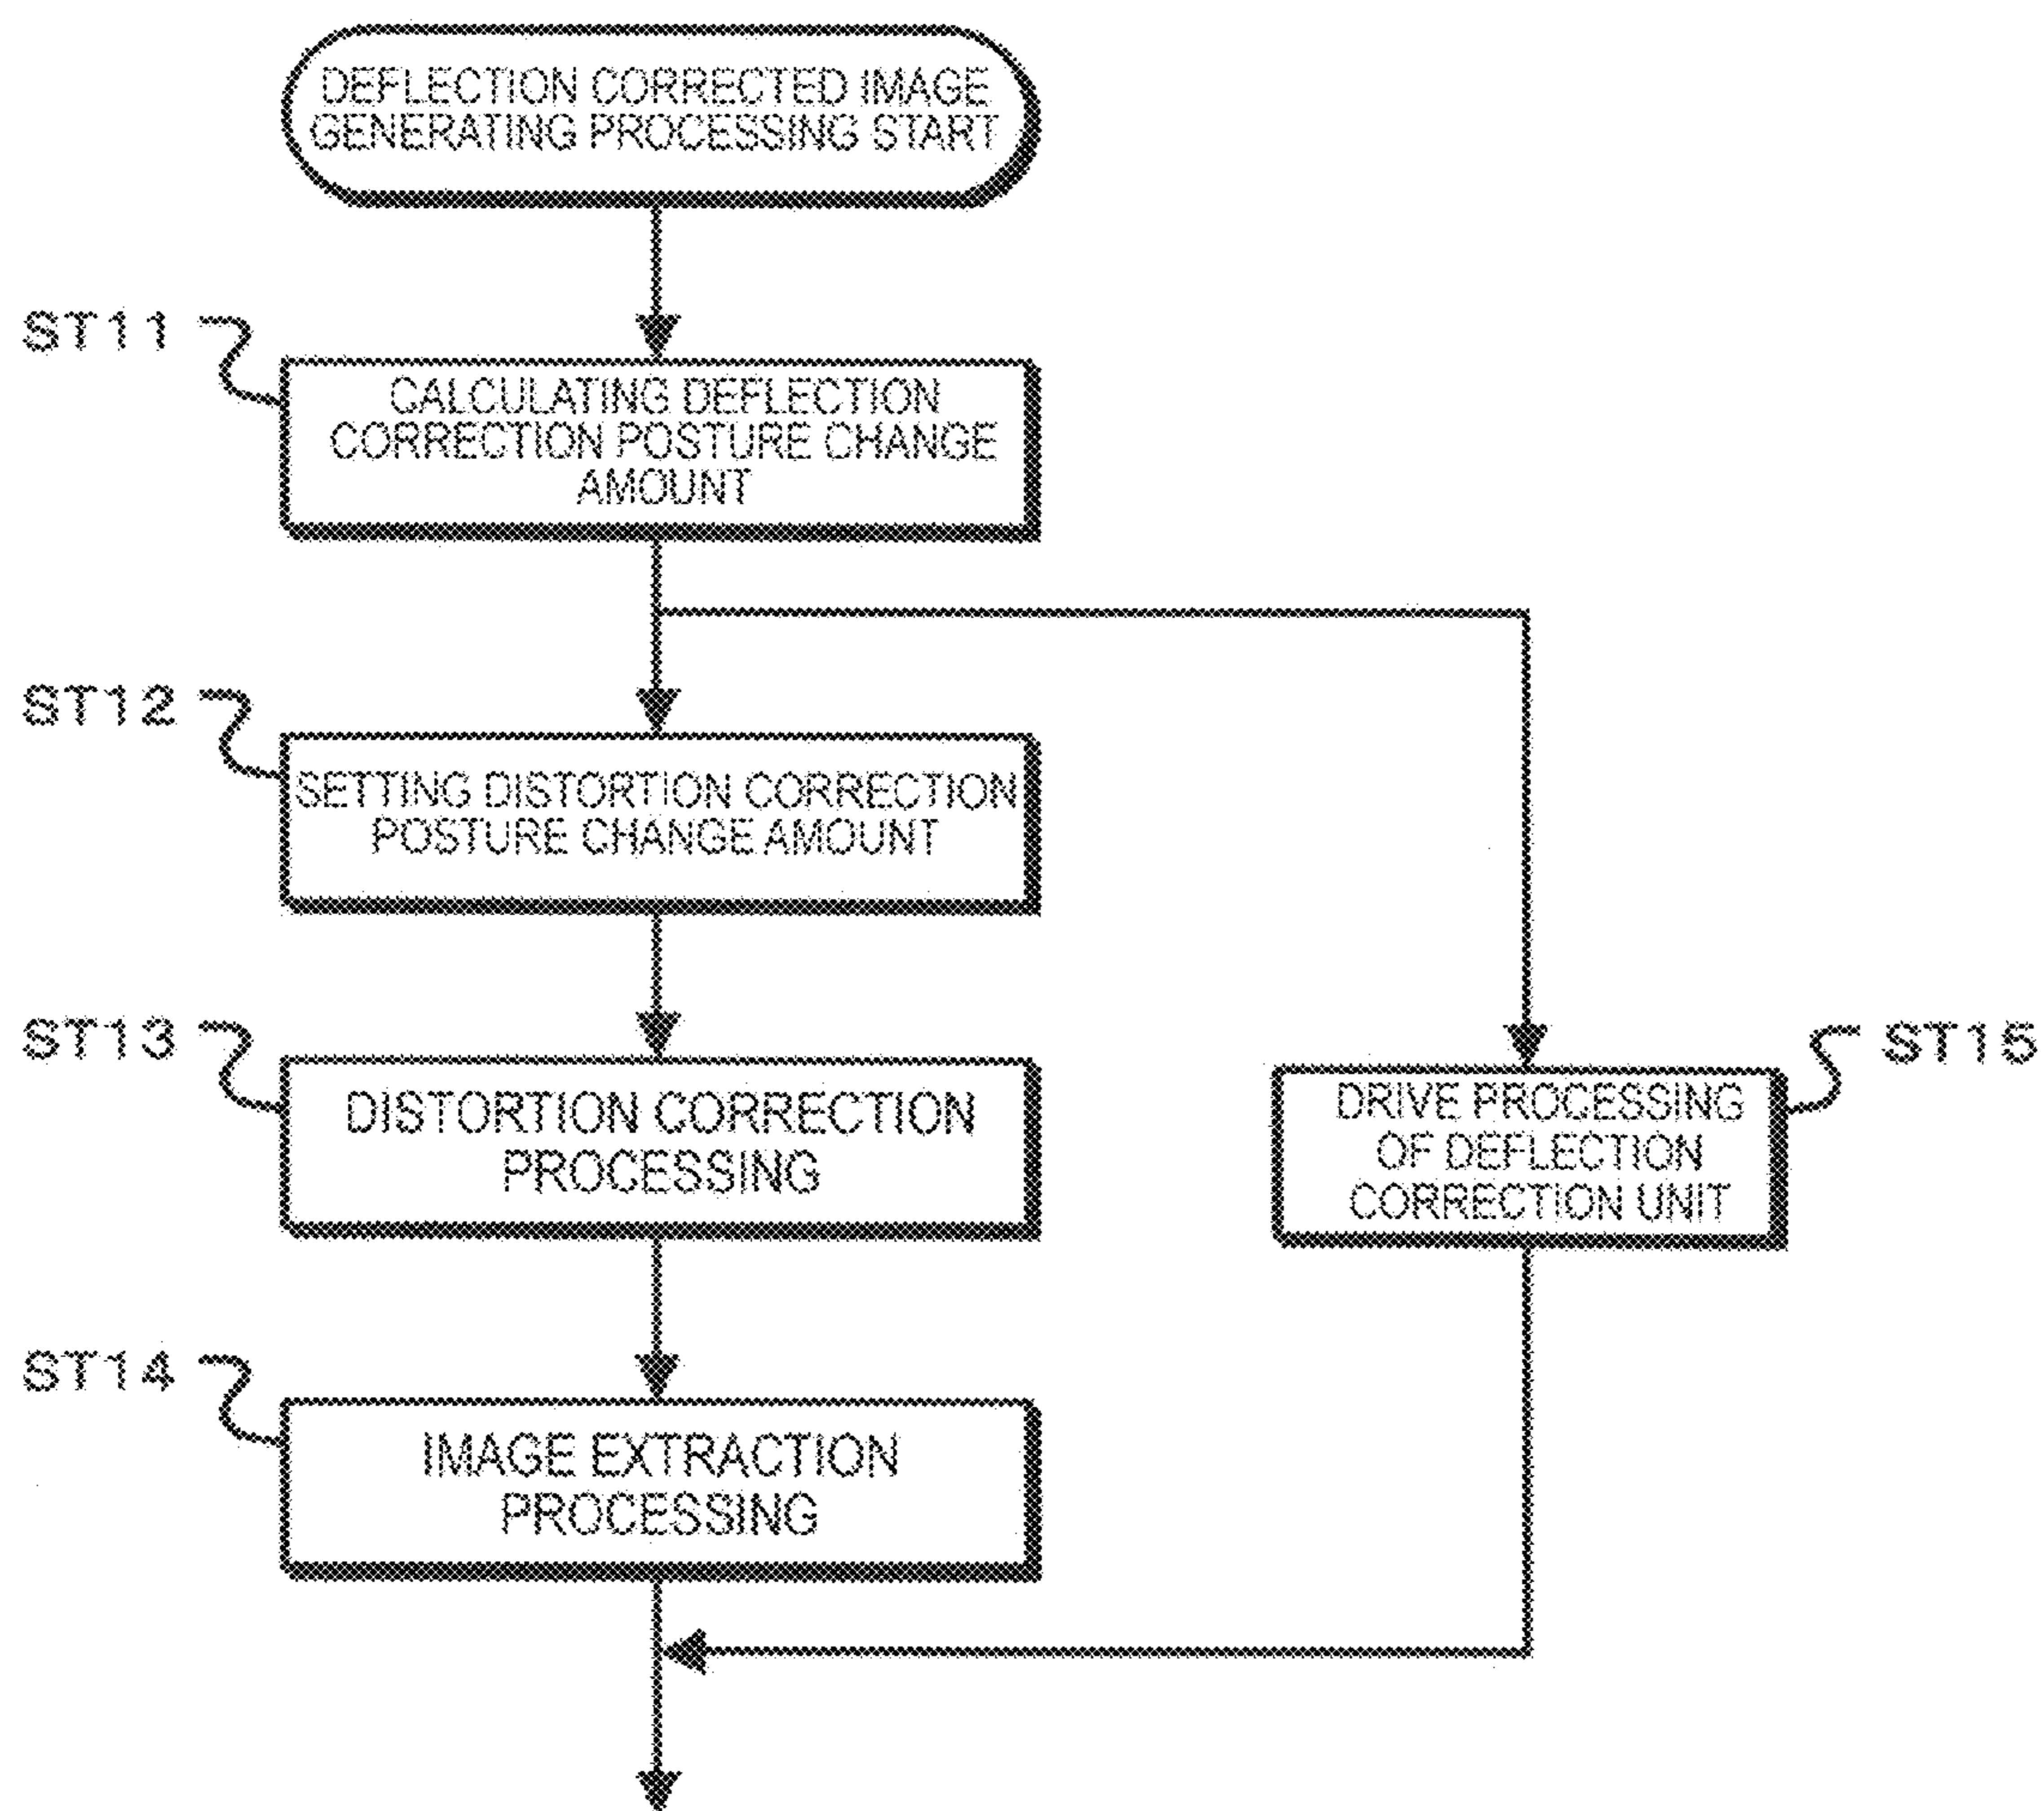 DEFLECTION CORRECTED IMAGE
GENERATING PROCESSING START
ST11
CALCULATING DEFLECTION
CORRECTION POSTURE CHANGE
AMOUNT
ST12
SETTING DISTORTION CORRECTION
POSTURE CHANGE AMOUNT
ST13
DISTORTION CORRECTION
PROCESSING
ST15
DRIVE PROCESSING
OF DEFLECTION
CORRECTION UNIT
ST14
IMAGE EXTRACTION
PROCESSING